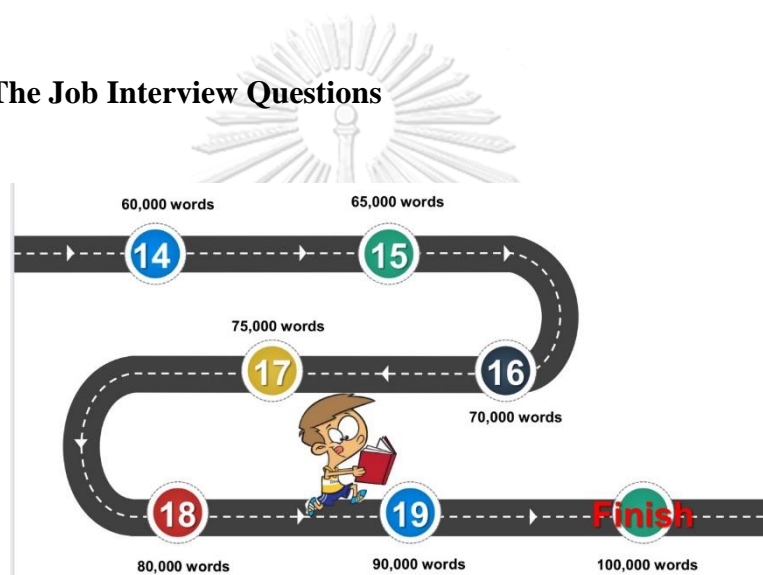 The Job Interview Questions
60,000 words
65,000 words
14
15
75,000 words
17
16
70,000 words
18
19
Finish
80,000 words
90,000 words
100,000 words